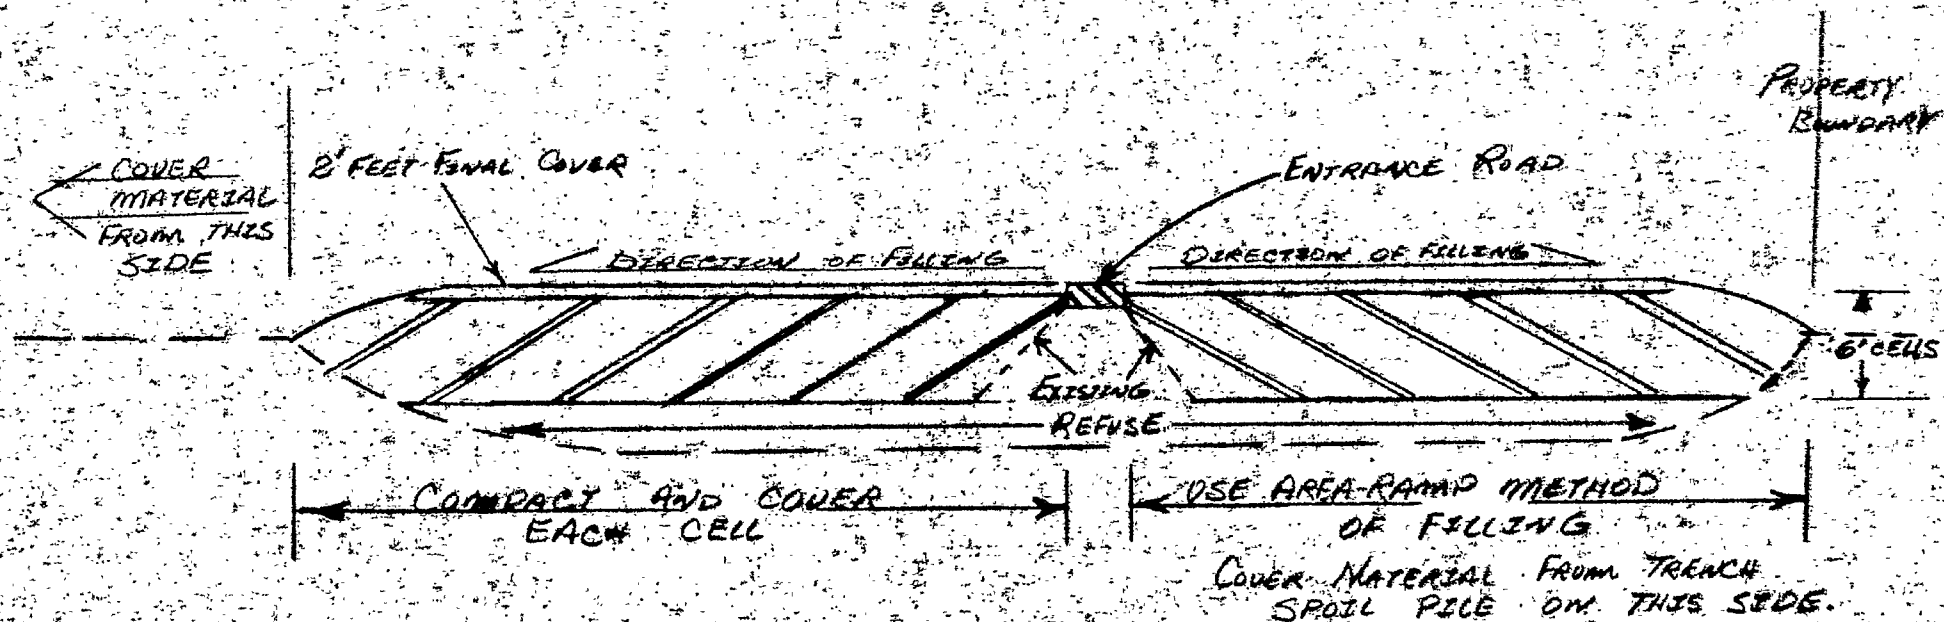 PROPERTY
BOUNDARY
COVER
MATERIAL
FROM THIS
SIDE
2' FEET FINAL COVER
ENTRANCE ROAD
DIRECTION OF FILLING
DIRECTION OF FILLING
6' CELLS
EXISTING
REFUSE
COMPACT AND COVER
EACH CELL
USE AREA-RAMP METHOD
OF FILLING
COVER MATERIAL FROM TRENCH
SPOIL PILE ON THIS SIDE.